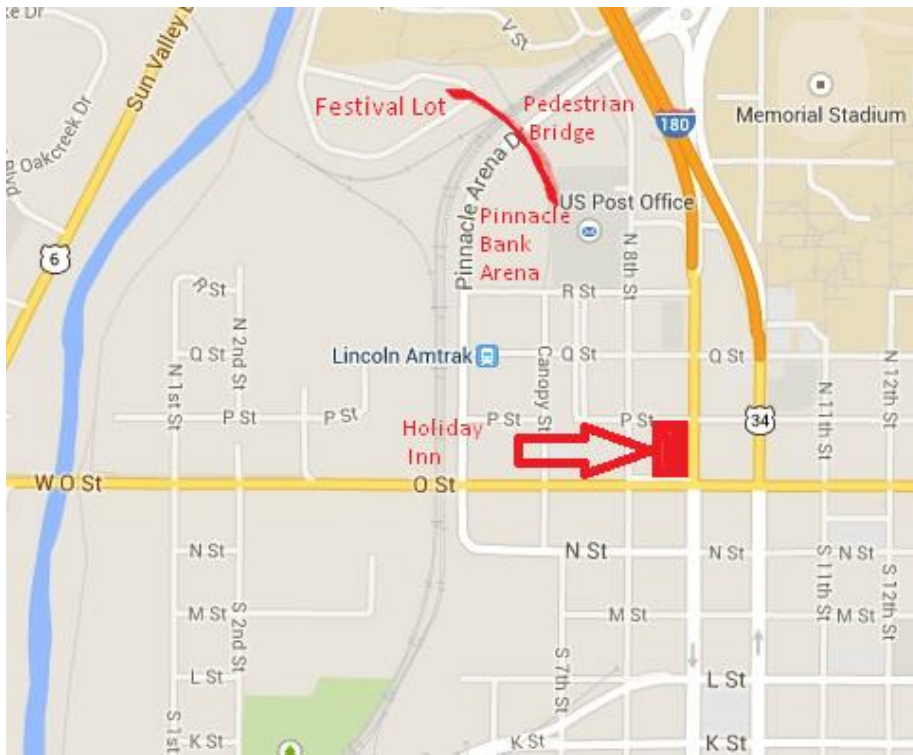 ke Dr
Sun Valley
V St
Festival Lot
Pedestrian
Bridge
180
Memorial Stadium
Oakcreek Dr
Pinnacle Arena Dr
US Post Office
Pinnacle
Bank
Arena
N 8th St
6
R St
R St
N 2nd St
Q St
Lincoln Amtrak
Canopy St
Q St
Q St
N 1st St
N 11th St
N 12th St
P St
P St
P St
P St
34
Holiday
Inn
W O St
O St
N St
N St
N St
N St
S 11th St
S 12th St
M St
S 2nd St
M St
M St
S 7th St
L St
L St
S 1st
K St
K St
K St